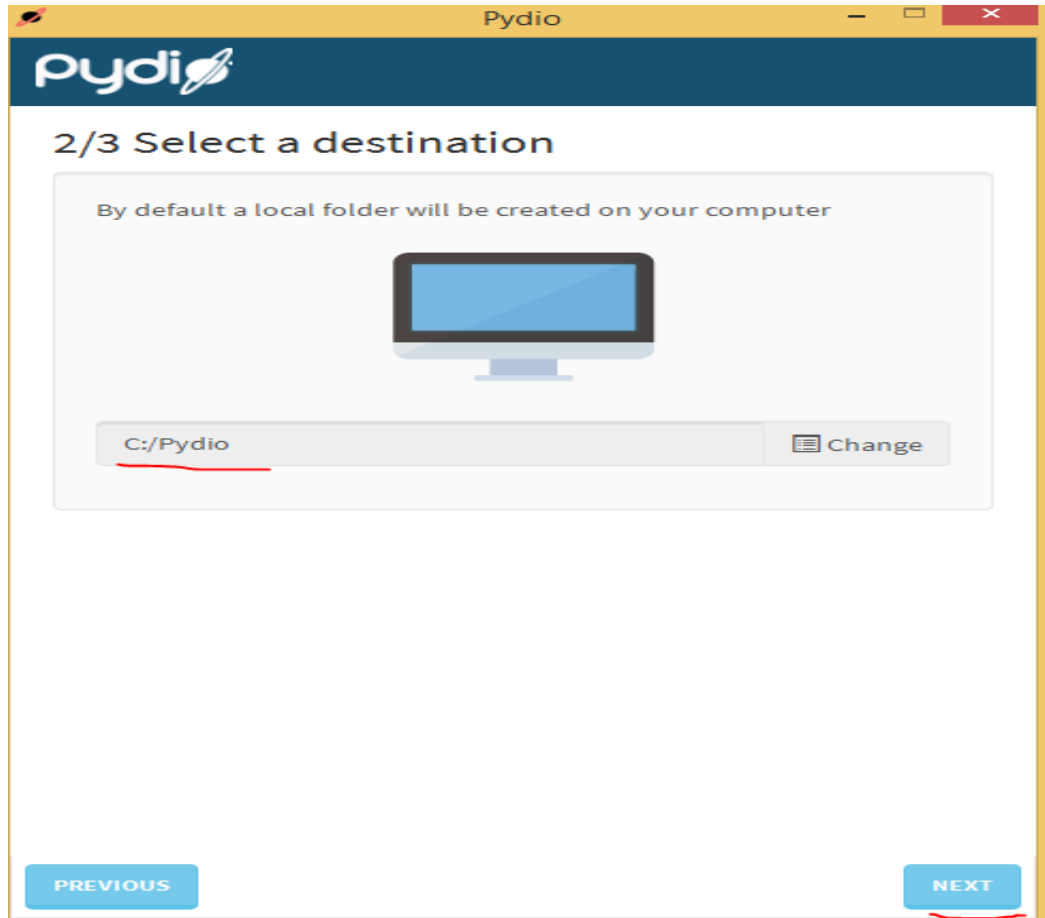 Pydio
pydio
2/3 Select a destination
By default a local folder will be created on your computer
C:/Pydio
Change
PREVIOUS
NEXT